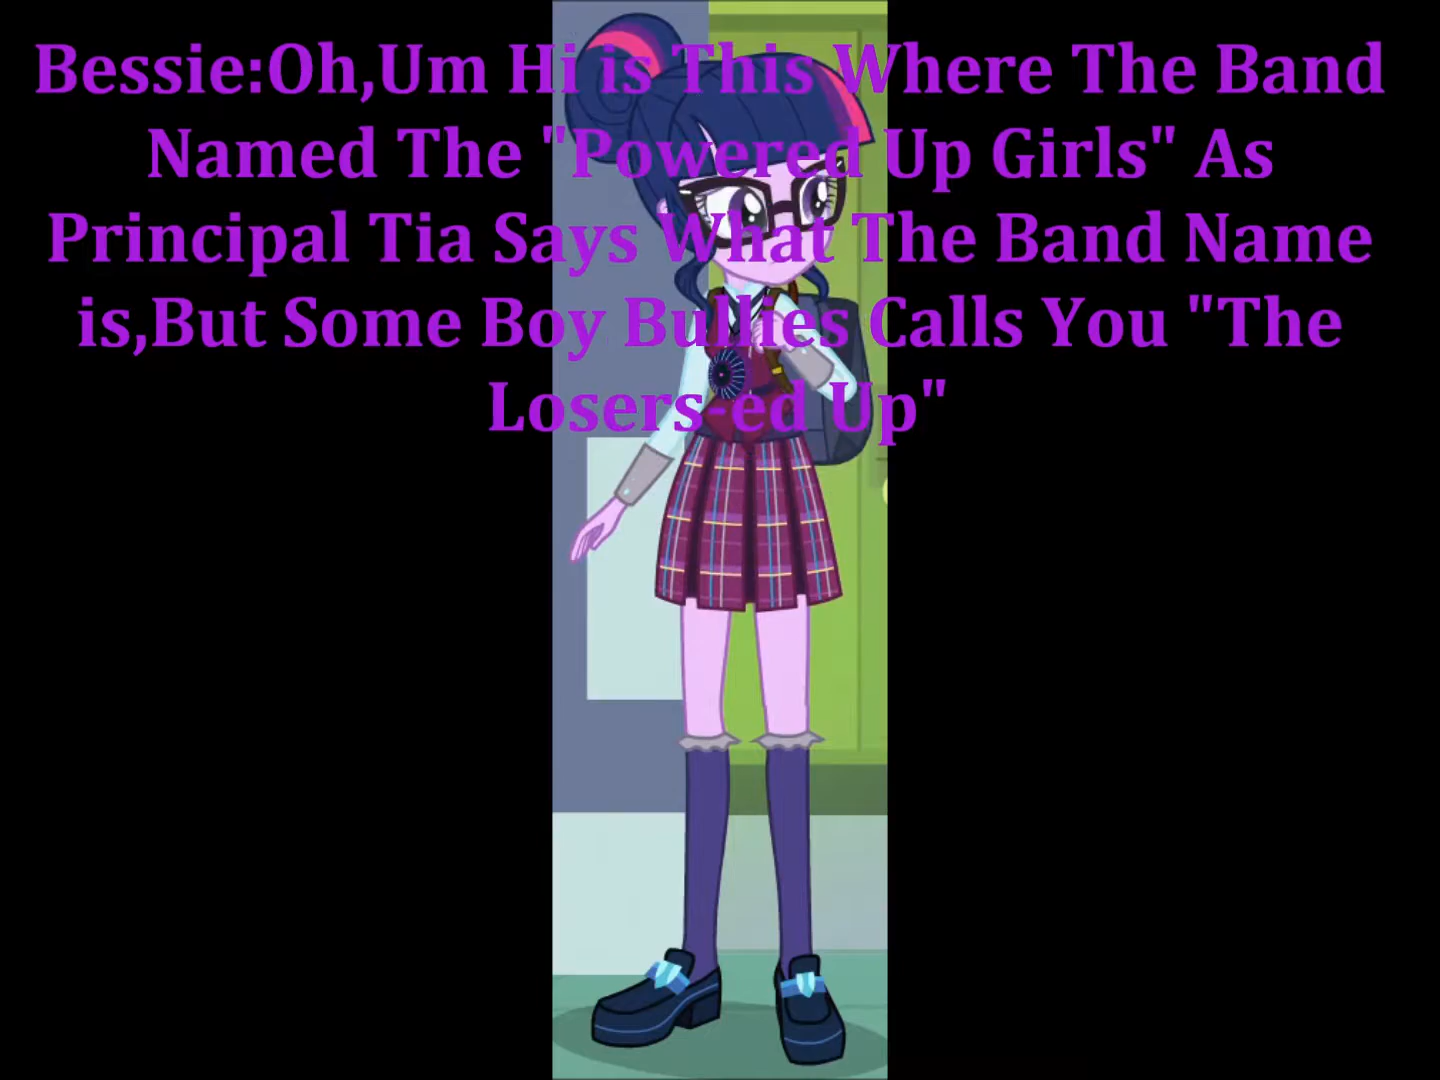 Bessie:Oh,Um Hi is This Where The Band
Named The "Powered Up Girls" As
Principal Tia Says What The Band Name
is,But Some Boy Bullies Calls You "The
Losers-ed Up"